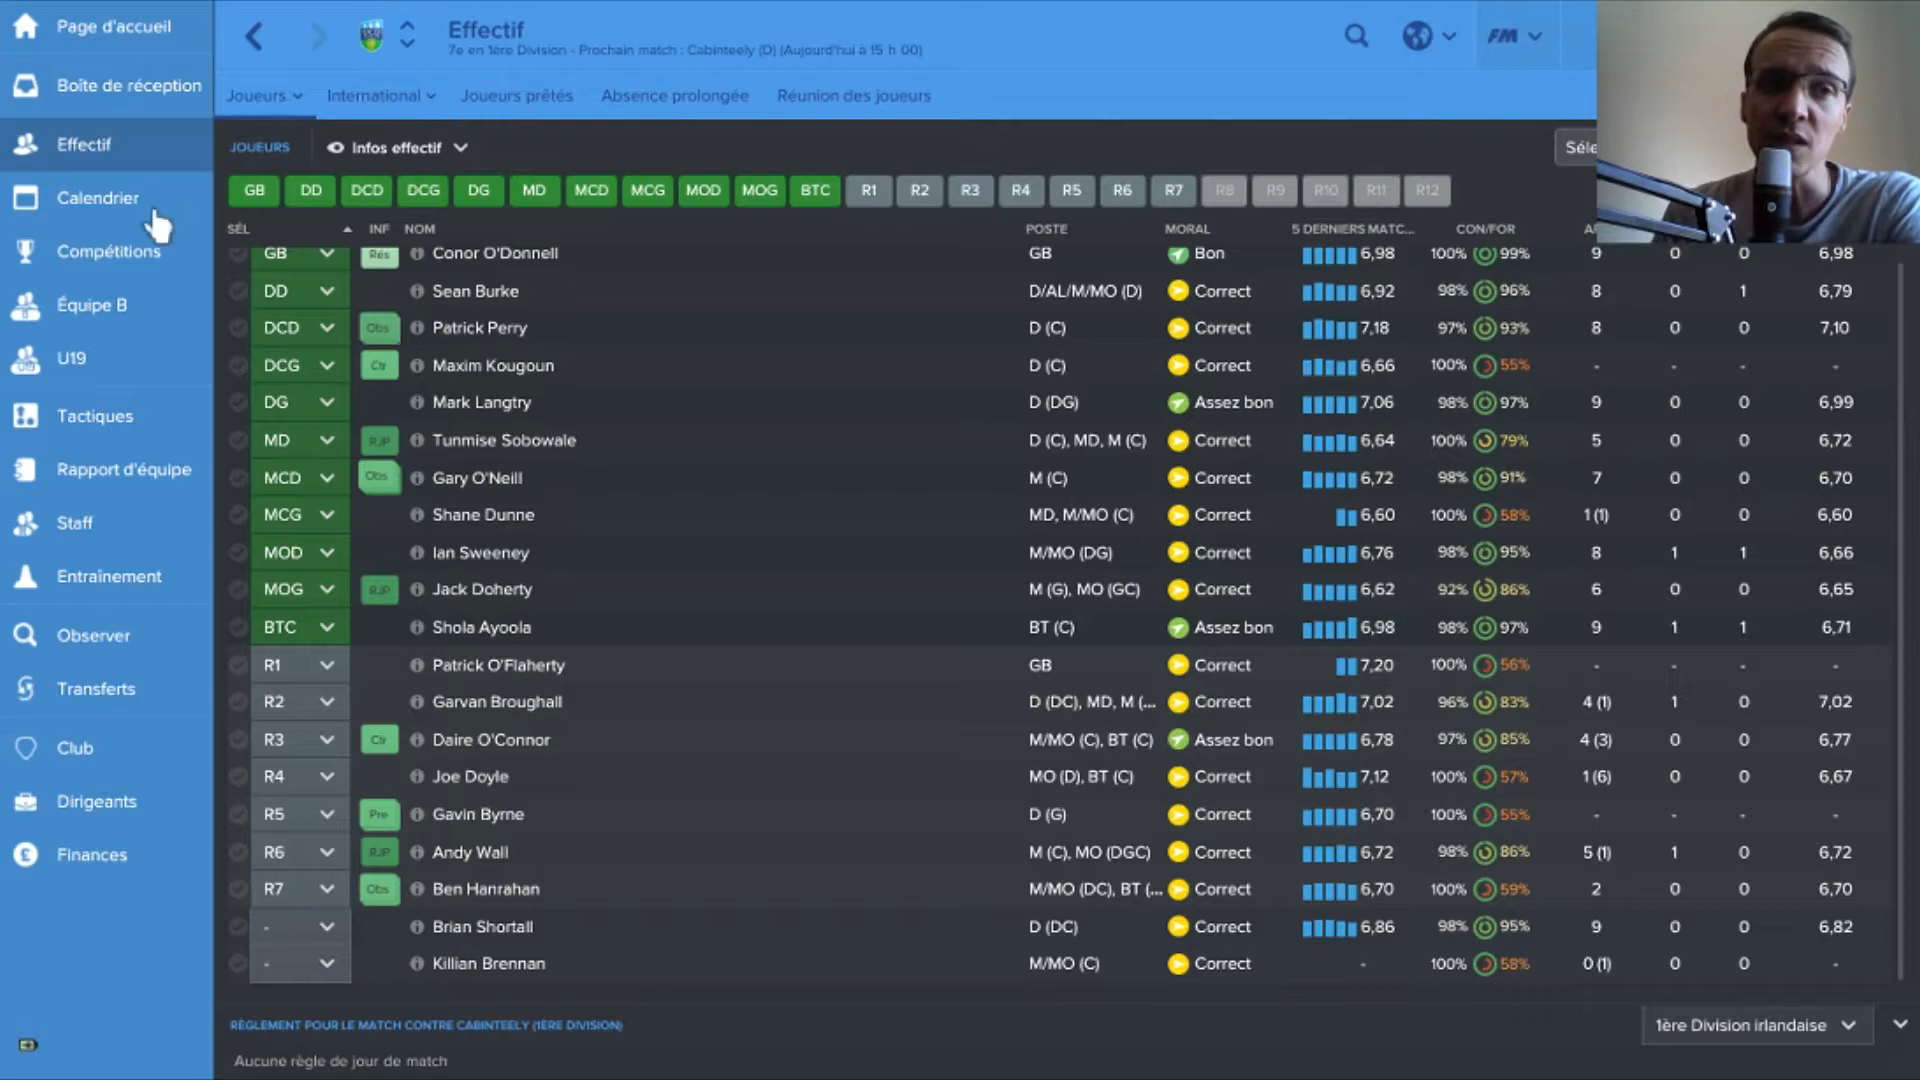 Page d'accueil
Boîte de réception
Effectif
Calendrier
Compétitions
Équipe B
U19
Tactiques
Rapport d'équipe
Staff
Entraînement
Observer
Transferts
Club
Dirigeants
Finances
Effectif
7e en 1ère Division - Prochain match : Cabinteely (D) (Aujourd'hui à 15 h 00)
FM
Joueurs International Joueurs prêtés Absence prolongée Réunion des joueurs
JOUEURS Infos effectif
GB DD DCD DCG DG MD MCD MCG MOD MOG BTC R1 R2 R3 R4 R5 R6 R7 R8 R9 R10 R11 R12
SÉL INF NOM POSTE MORAL 5 DERNIERS MATC... CON/FOR
GB Rés Conor O'Donnell GB Bon 6,98 100% 99% 9 0 0 6,98
DD Sean Burke D/AL/M/MO (D) Correct 6,92 98% 96% 8 0 1 6,79
DCD Obs Patrick Perry D (C) Correct 7,18 97% 93% 8 0 0 7,10
DCG Ctr Maxim Kougoun D (C) Correct 6,66 100% 55% - - - -
DG Mark Langtry D (DG) Assez bon 7,06 98% 97% 9 0 0 6,99
MD RJP Tunmise Sobowale D (C), MD, M (C) Correct 6,64 100% 79% 5 0 0 6,72
MCD Obs Gary O'Neill M (C) Correct 6,72 98% 91% 7 0 0 6,70
MCG Shane Dunne MD, M/MO (C) Correct 6,60 100% 58% 1 (1) 0 0 6,60
MOD Ian Sweeney M/MO (DG) Correct 6,76 98% 95% 8 1 1 6,66
MOG RJP Jack Doherty M (G), MO (GC) Correct 6,62 92% 86% 6 0 0 6,65
BTC Shola Ayoola BT (C) Assez bon 6,98 98% 97% 9 1 1 6,71
R1 Patrick O'Flaherty GB Correct 7,20 100% 56% - - - -
R2 Garvan Broughall D (DC), MD, M (... Correct 7,02 96% 83% 4 (1) 1 0 7,02
R3 Ctr Daire O'Connor M/MO (C), BT (C) Assez bon 6,78 97% 85% 4 (3) 0 0 6,77
R4 Joe Doyle MO (D), BT (C) Correct 7,12 100% 57% 1 (6) 0 0 6,67
R5 Pre Gavin Byrne D (G) Correct 6,70 100% 55% - - - -
R6 RJP Andy Wall M (C), MO (DGC) Correct 6,72 98% 86% 5 (1) 1 0 6,72
R7 Obs Ben Hanrahan M/MO (DC), BT (... Correct 6,70 100% 59% 2 0 0 6,70
- Brian Shortall D (DC) Correct 6,86 98% 95% 9 0 0 6,82
- Killian Brennan M/MO (C) Correct - 100% 58% 0 (1) 0 0 -
RÈGLEMENT POUR LE MATCH CONTRE CABINTEELY (1ÈRE DIVISION)
1ère Division irlandaise
Aucune règle de jour de match